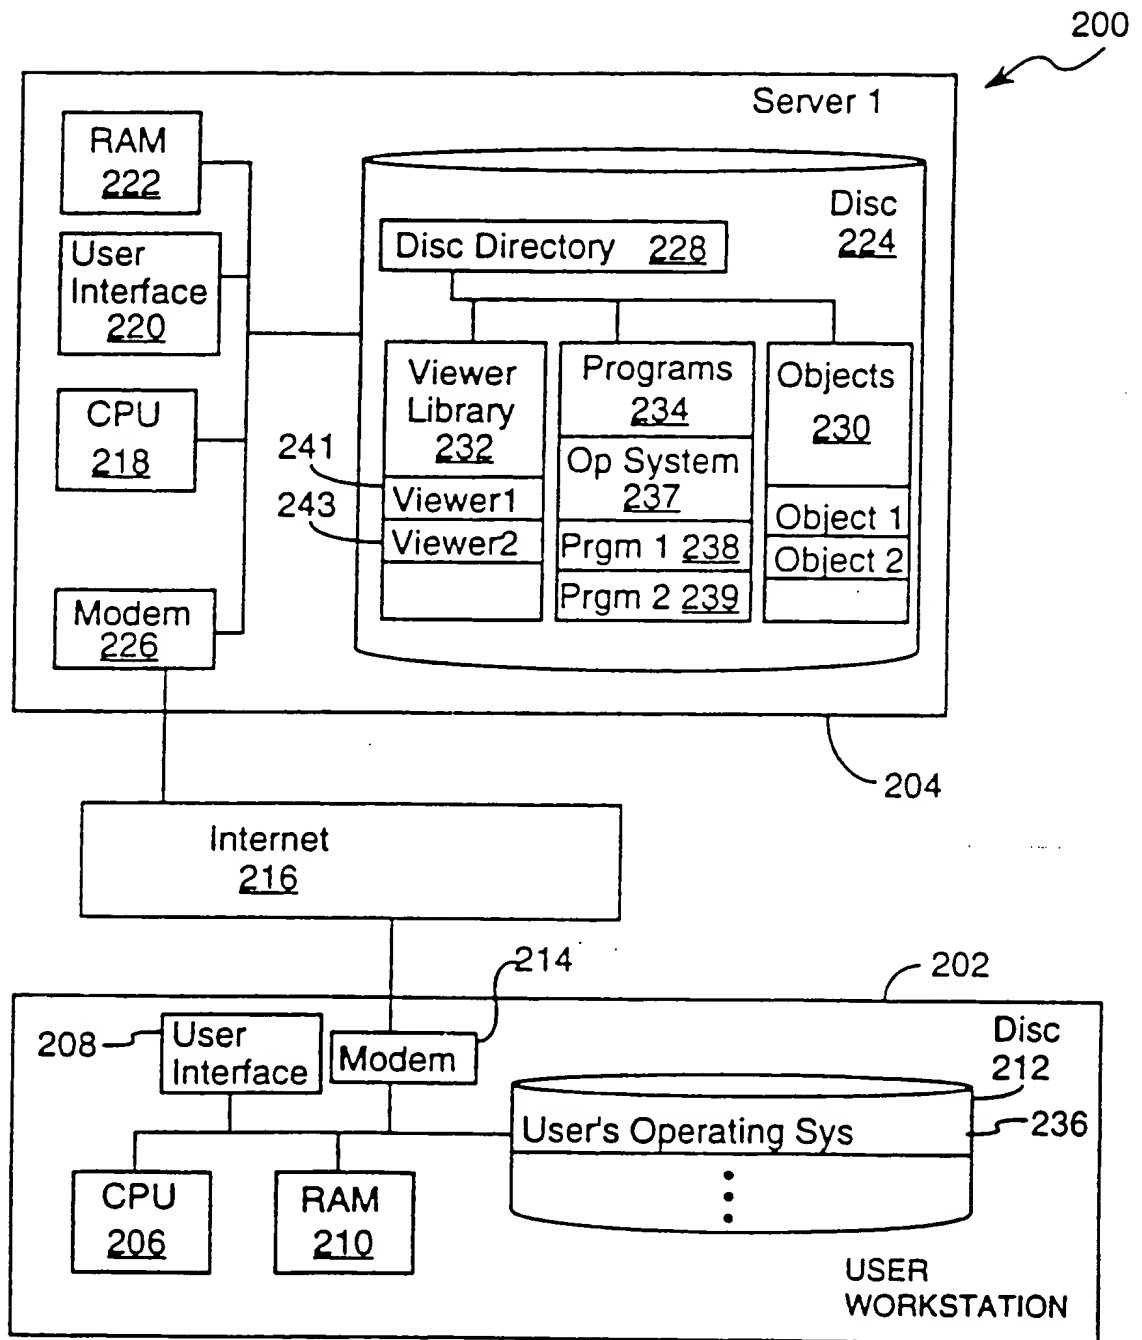 200
Server 1
RAM
222
User
Interface
220
CPU
218
Modem
226
Disc
224
Disc Directory 228
Viewer
Library
232
Viewer1
Viewer2
241
243
Programs
234
Op System
237
Prgm 1 238
Prgm 2 239
Objects
230
Object 1
Object 2
204
Internet
216
214
202
208
User
Interface
Modem
Disc
212
User's Operating Sys
236
CPU
206
RAM
210
USER
WORKSTATION